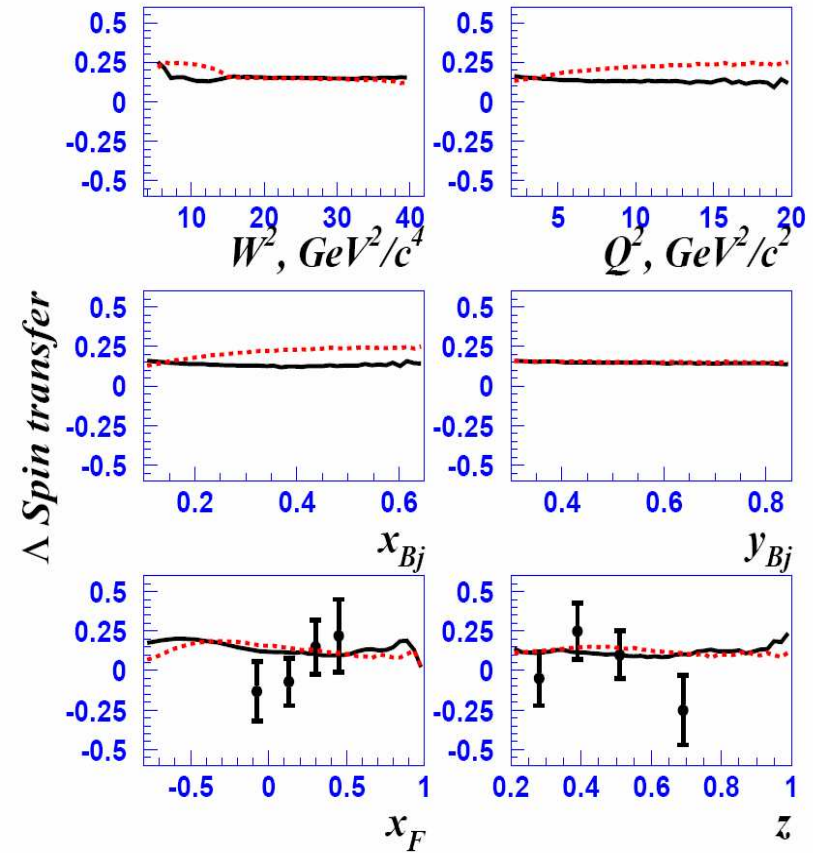 Λ Spin transfer
0.5 0.25 0 -0.25 -0.5
10 20 30 40
W², GeV²/c⁴
0.5 0.25 0 -0.25 -0.5
5 10 15 20
Q², GeV²/c²
0.5 0.25 0 -0.25 -0.5
0.2 0.4 0.6
x_Bj
0.5 0.25 0 -0.25 -0.5
0.4 0.6 0.8
y_Bj
0.5 0.25 0 -0.25 -0.5
-0.5 0 0.5 1
x_F
0.5 0.25 0 -0.25 -0.5
0.2 0.4 0.6 0.8 1
z